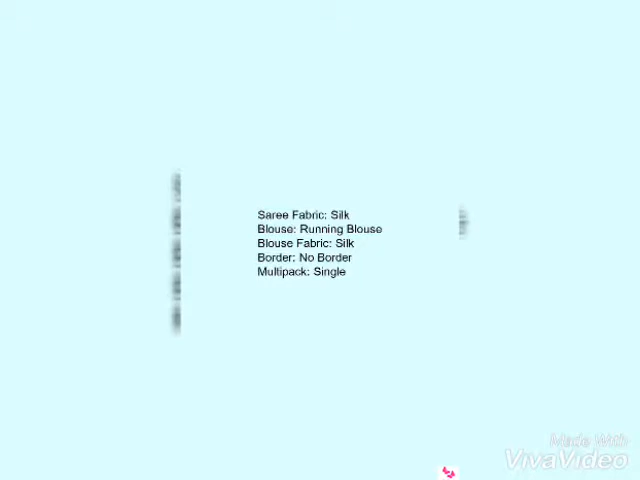 Saree Fabric: Silk
Blouse: Running Blouse
Blouse Fabric: Silk
Border: No Border
Multipack: Single
Made With
VivaVideo